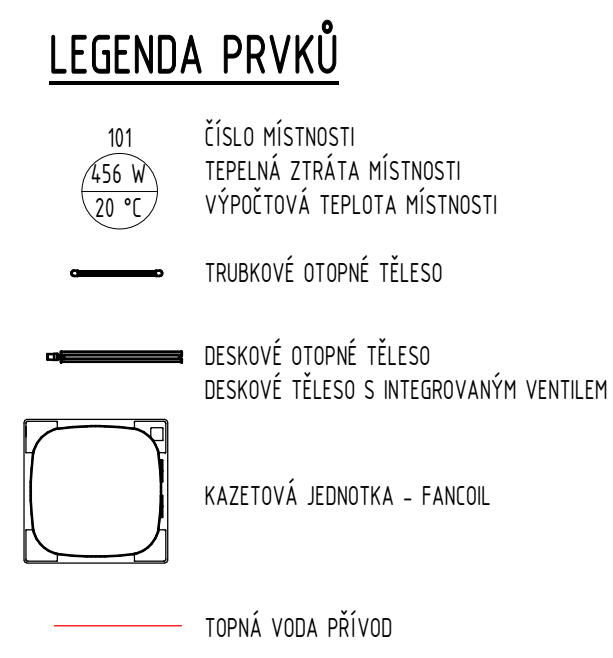 LEGENDA PRVKŮ
101
ČÍSLO MÍSTNOSTI
456 W
TEPELNÁ ZTRÁTA MÍSTNOSTI
20 °C
VÝPOČTOVÁ TEPLOTA MÍSTNOSTI
TRUBKOVÉ OTOPNÉ TĚLESO
DESKOVÉ OTOPNÉ TĚLESO
DESKOVÉ TĚLESO S INTEGROVANÝM VENTILEM
KAZETOVÁ JEDNOTKA - FANCOIL
TOPNÁ VODA PŘÍVOD